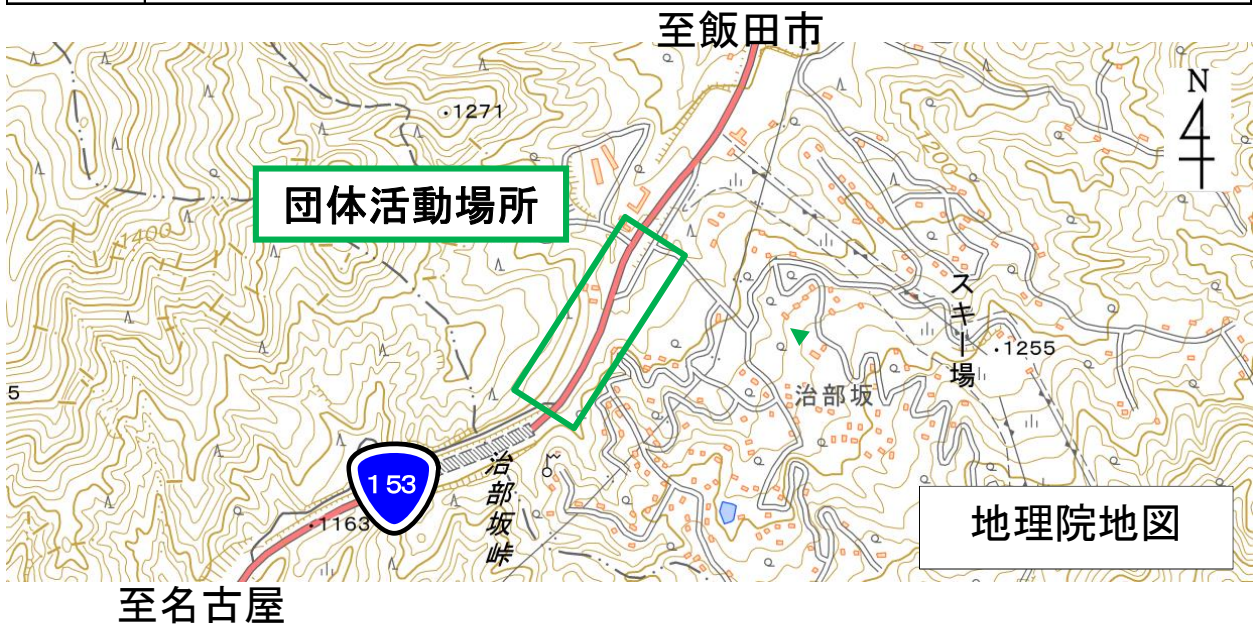 至飯田市
N
・1271
1200
団体活動場所
1400
スキー場
・1255
5
治部坂
153
治部坂峠
・1163
地理院地図
至名古屋